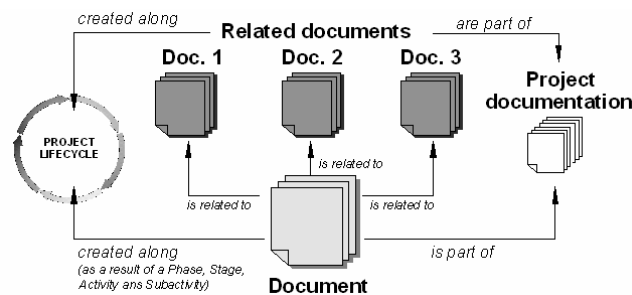 created along
Related documents
are part of
Doc. 1
Doc. 2
Doc. 3
Project
documentation
PROJECT
LIFECYCLE
is related to
is related to
is related to
created along
(as a result of a Phase, Stage,
Activity ans Subactivity)
is part of
Document